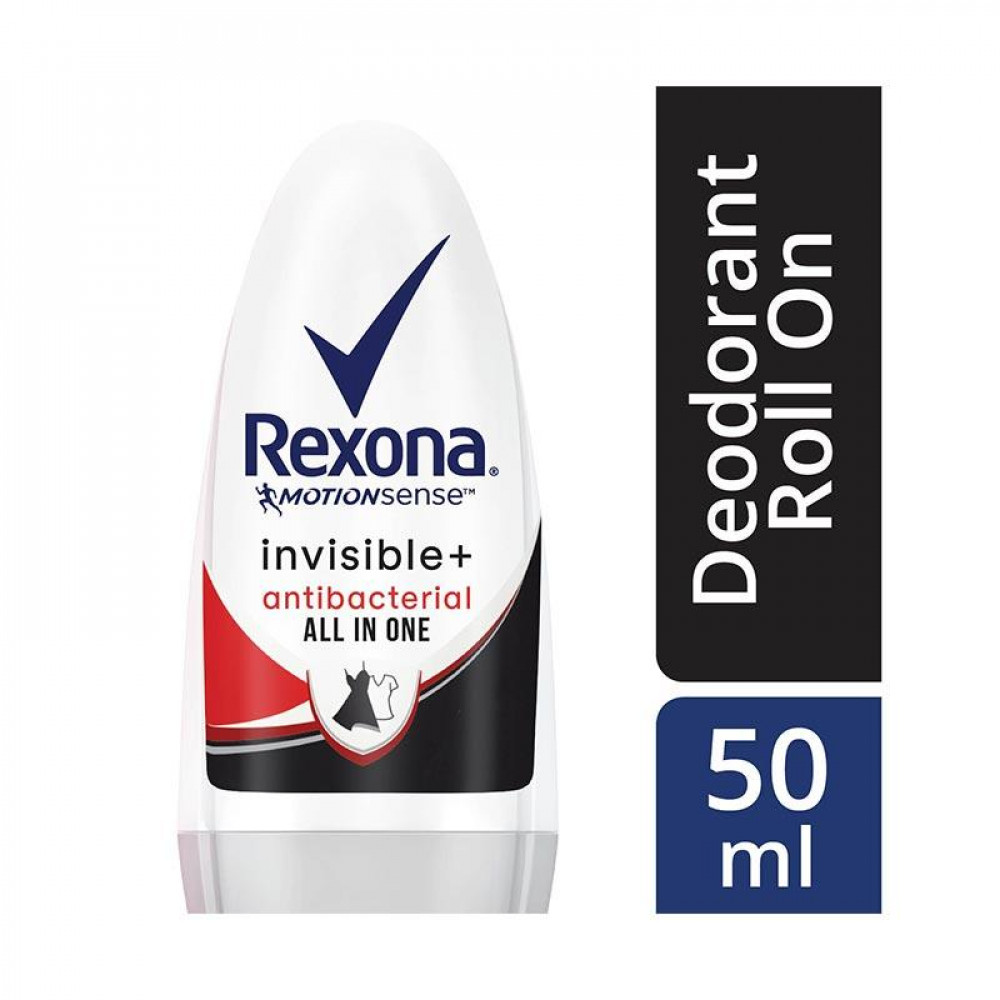 Rexona®
MOTIONsense™
invisible+
antibacterial
ALL IN ONE
Deodorant
Roll On
50
ml